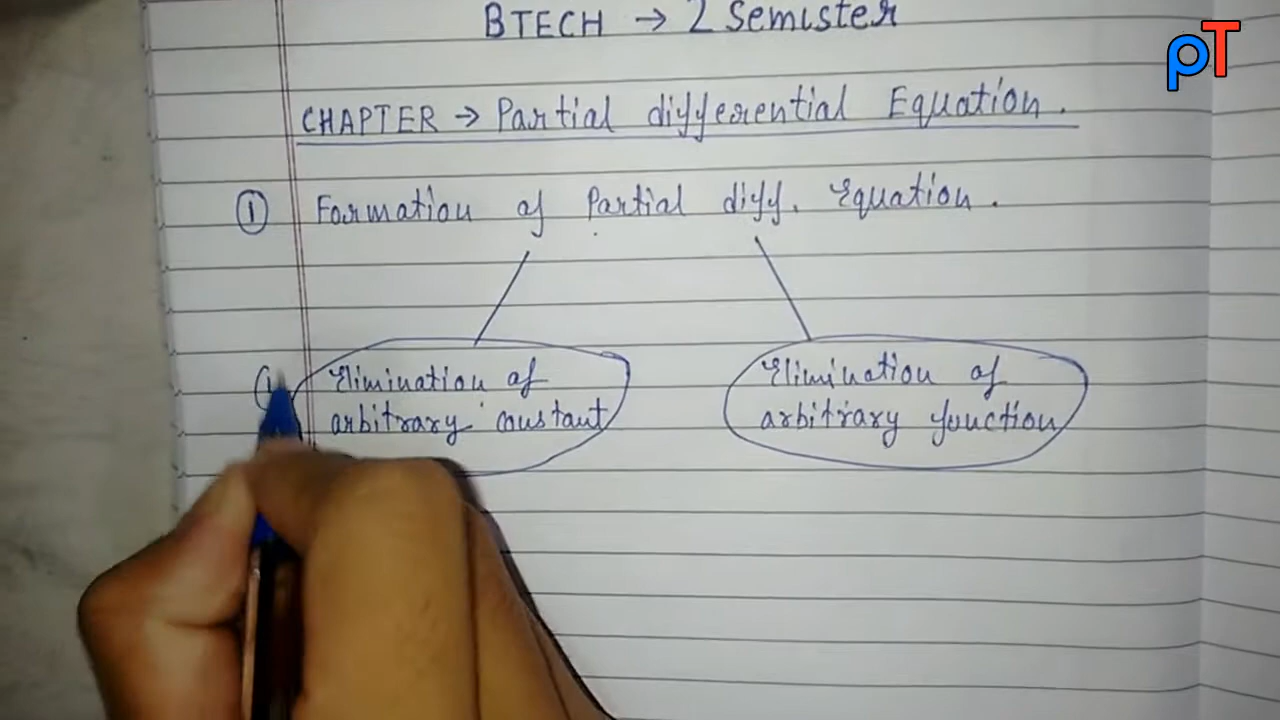 BTECH → 2 Semister
PT
CHAPTER → Partial differential Equation.
① Formation of Partial diff. Equation.
① Elimination of
arbitrary constant
Elimination of
arbitrary function